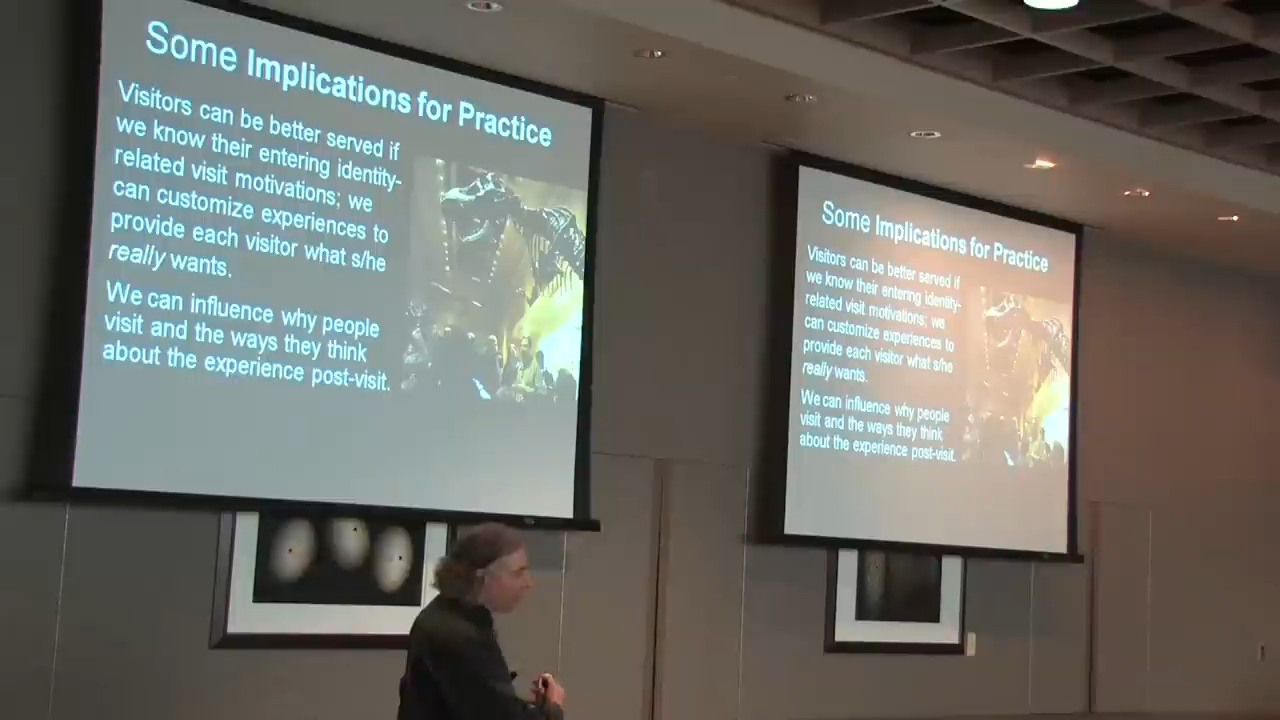 Some Implications for Practice
Visitors can be better served if
we know their entering identity-
related visit motivations; we
can customize experiences to
provide each visitor what s/he
really wants.
We can influence why people
visit and the ways they think
about the experience post-visit.
Some Implications for Practice
Visitors can be better served if
we know their entering identity-
related visit motivations; we
can customize experiences to
provide each visitor what s/he
really wants.
We can influence why people
visit and the ways they think
about the experience post-visit.